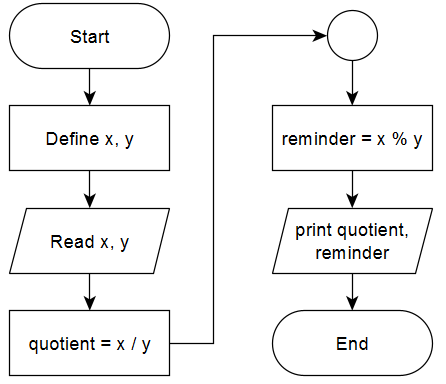 Start
Define x, y
Read x, y
quotient = x / y
reminder = x % y
print quotient,
reminder
End